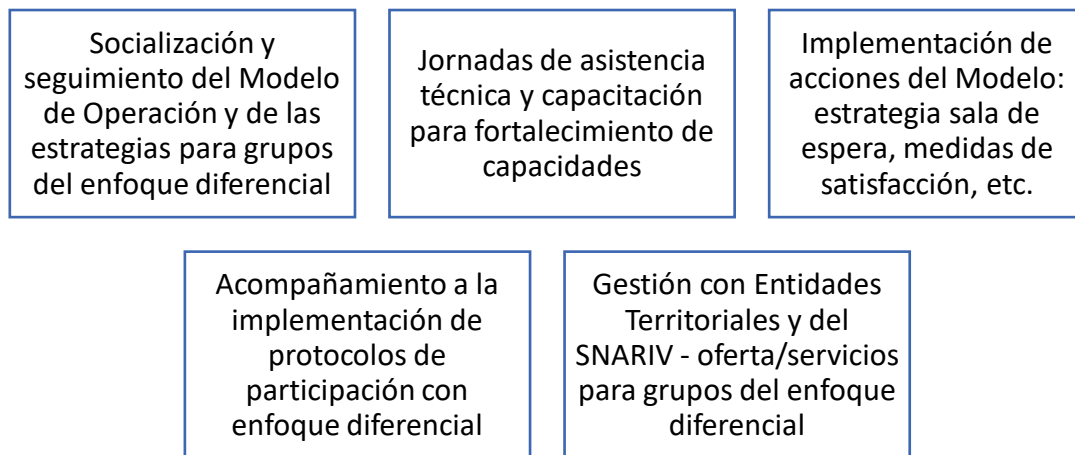 Socialización y
seguimiento del Modelo
de Operación y de las
estrategias para grupos
del enfoque diferencial
Jornadas de asistencia
técnica y capacitación
para fortalecimiento de
capacidades
Implementación de
acciones del Modelo:
estrategia sala de
espera, medidas de
satisfacción, etc.
Acompañamiento a la
implementación de
protocolos de
participación con
enfoque diferencial
Gestión con Entidades
Territoriales y del
SNARIV - oferta/servicios
para grupos del enfoque
diferencial